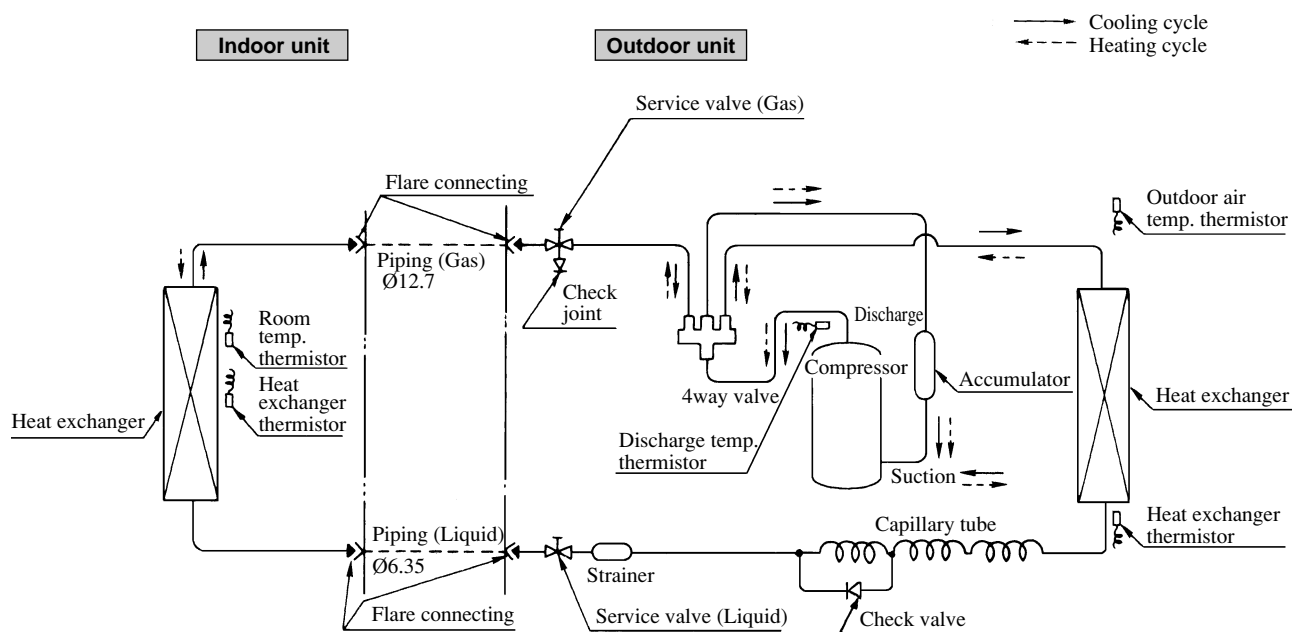 Indoor unit
Outdoor unit
Cooling cycle
Heating cycle
Service valve (Gas)
Flare connecting
Outdoor air
temp. thermistor
Piping (Gas)
Ø12.7
Check
joint
Room
temp.
thermistor
Heat
exchanger
thermistor
Heat exchanger
Discharge
Compressor
4way valve
Accumulator
Heat exchanger
Discharge temp.
thermistor
Suction
Piping (Liquid)
Ø6.35
Strainer
Capillary tube
Heat exchanger
thermistor
Flare connecting
Service valve (Liquid)
Check valve